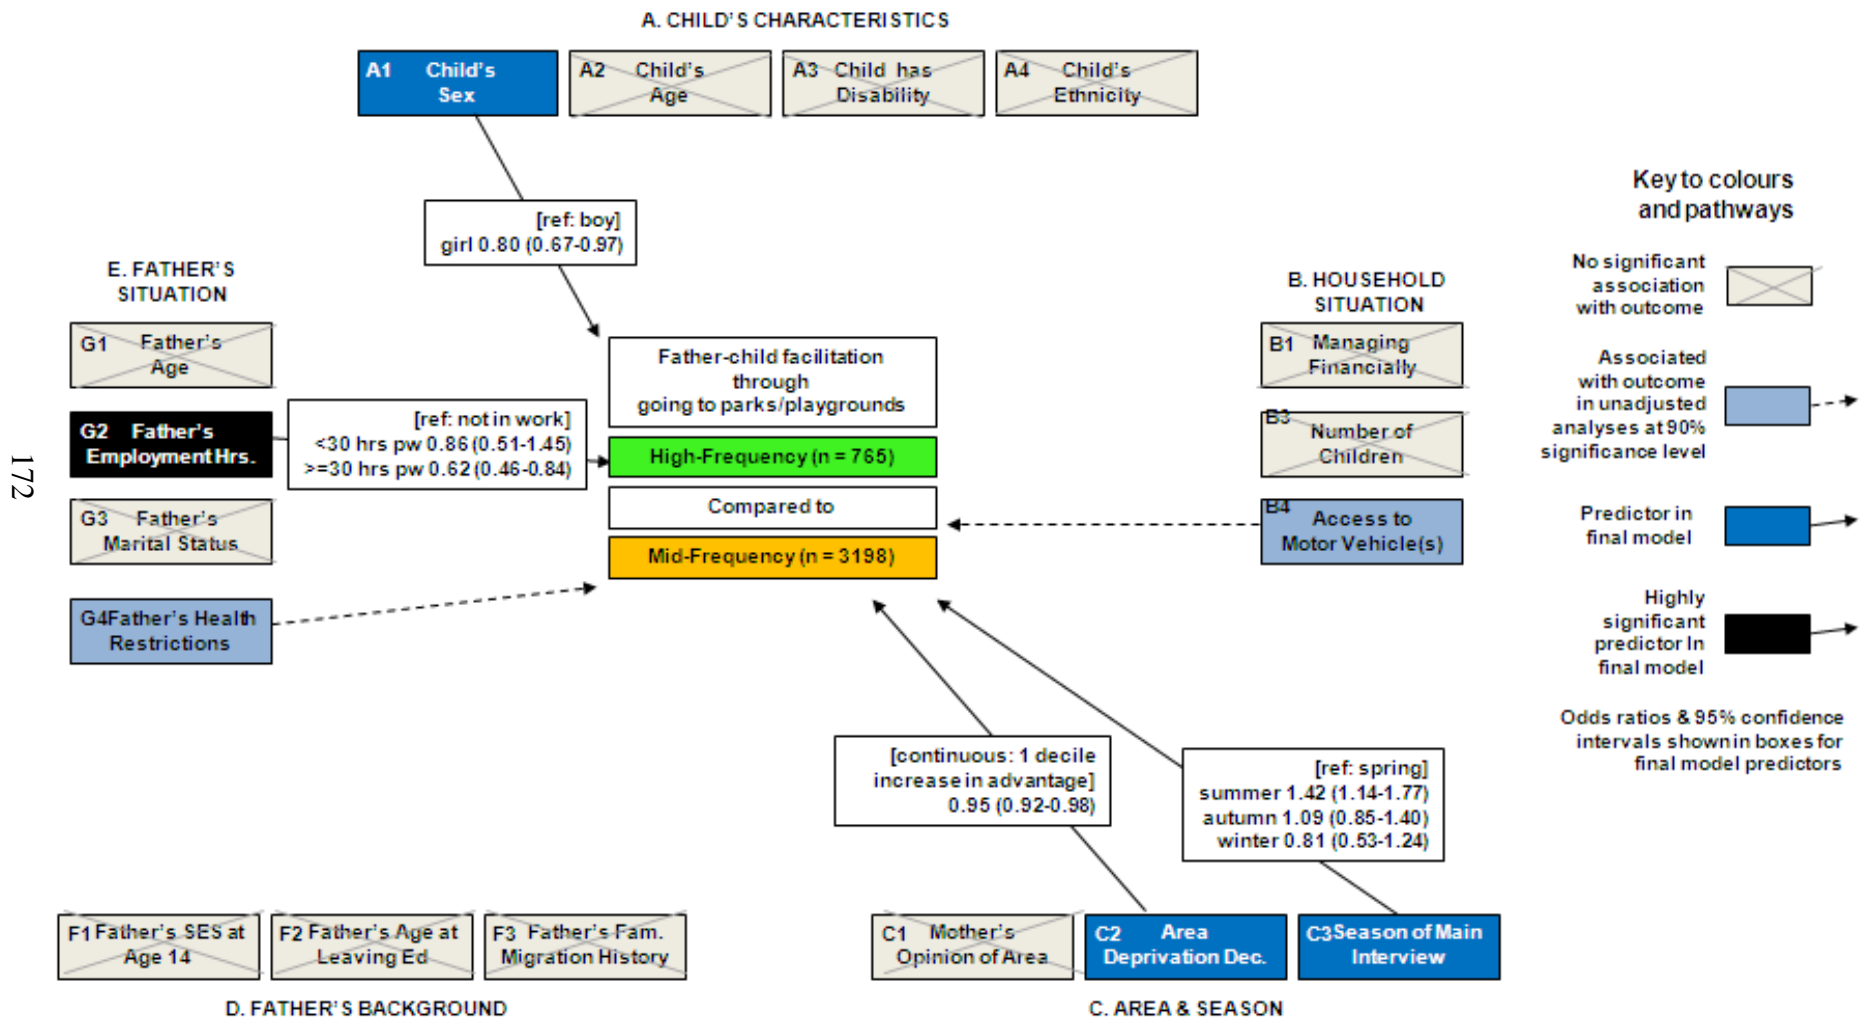 A. CHILD'S CHARACTERISTICS
A1 Child's
Sex
A2 Child's
Age
A3 Child has
Disability
A4 Child's
Ethnicity
[ref: boy]
girl 0.80 (0.67-0.97)
E. FATHER'S
SITUATION
G1 Father's
Age
G2 Father's
Employment Hrs.
G3 Father's
Marital Status
G4Father's Health
Restrictions
[ref: not in work]
<30 hrs pw 0.86 (0.51-1.45)
>=30 hrs pw 0.62 (0.46-0.84)
Father-child facilitation
through
going to parks/playgrounds
High-Frequency (n = 765)
Compared to
Mid-Frequency (n = 3198)
B. HOUSEHOLD
SITUATION
B1 Managing
Financially
B3
Number of
Children
B4
Access to
Motor Vehicle(s)
Key to colours
and pathways
No significant
association
with outcome
Associated
with outcome
in unadjusted
analyses at 90%
significance level
Predictor in
final model
Highly
significant
predictor In
final model
Odds ratios & 95% confidence
intervals shown in boxes for
final model predictors
[continuous: 1 decile
increase in advantage]
0.95 (0.92-0.98)
[ref: spring]
summer 1.42 (1.14-1.77)
autumn 1.09 (0.85-1.40)
winter 0.81 (0.53-1.24)
F1 Father's SES at
Age 14
F2 Father's Age at
Leaving Ed
F3 Father's Fam.
Migration History
D. FATHER'S BACKGROUND
C1 Mother's
Opinion of Area
C2 Area
Deprivation Dec.
C3Season of Main
Interview
C. AREA & SEASON
172